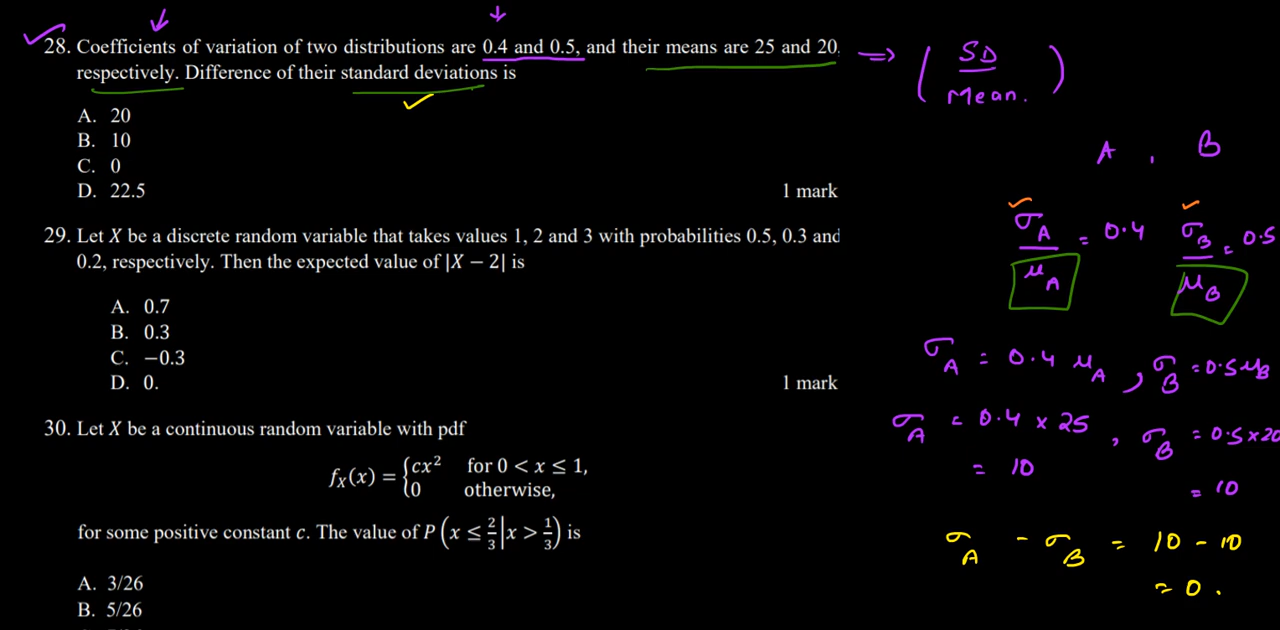 28. Coefficients of variation of two distributions are 0.4 and 0.5, and their means are 25 and 20
respectively. Difference of their standard deviations is
A. 20
B. 10
C. 0
D. 22.5
1 mark
29. Let X be a discrete random variable that takes values 1, 2 and 3 with probabilities 0.5, 0.3 and
0.2, respectively. Then the expected value of |X − 2| is
A. 0.7
B. 0.3
C. −0.3
D. 0.
1 mark
30. Let X be a continuous random variable with pdf
f_X(x) = { cx² for 0 < x ≤ 1,
0 otherwise,
for some positive constant c. The value of P(x ≤ 2/3 | x > 1/3) is
A. 3/26
B. 5/26
⇒ ( SD / Mean. )
A , B
σ_A / μ_A = 0.4 σ_B / μ_B = 0.5
σ_A = 0.4 μ_A , σ_B = 0.5 μ_B
σ_A = 0.4 × 25 , σ_B = 0.5 × 20
= 10 = 10
σ_A - σ_B = 10 - 10
= 0 .